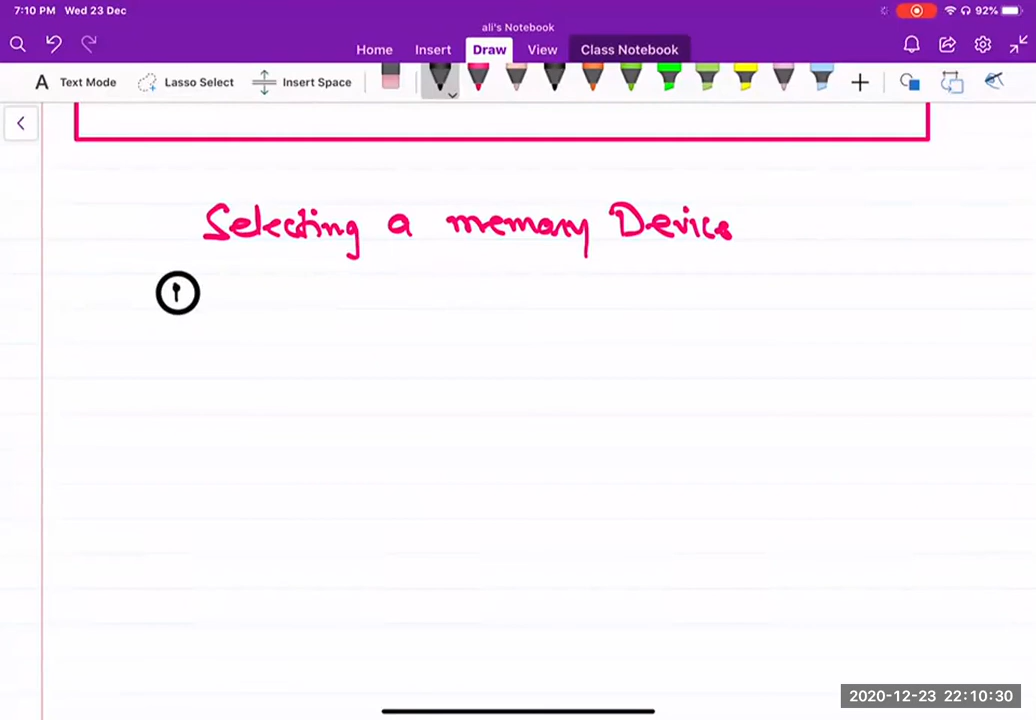 7:10 PM Wed 23 Dec 92%
ali's Notebook
Home Insert Draw View Class Notebook
A Text Mode Lasso Select Insert Space
Selecting a memary Device
1
2020-12-23 22:10:30